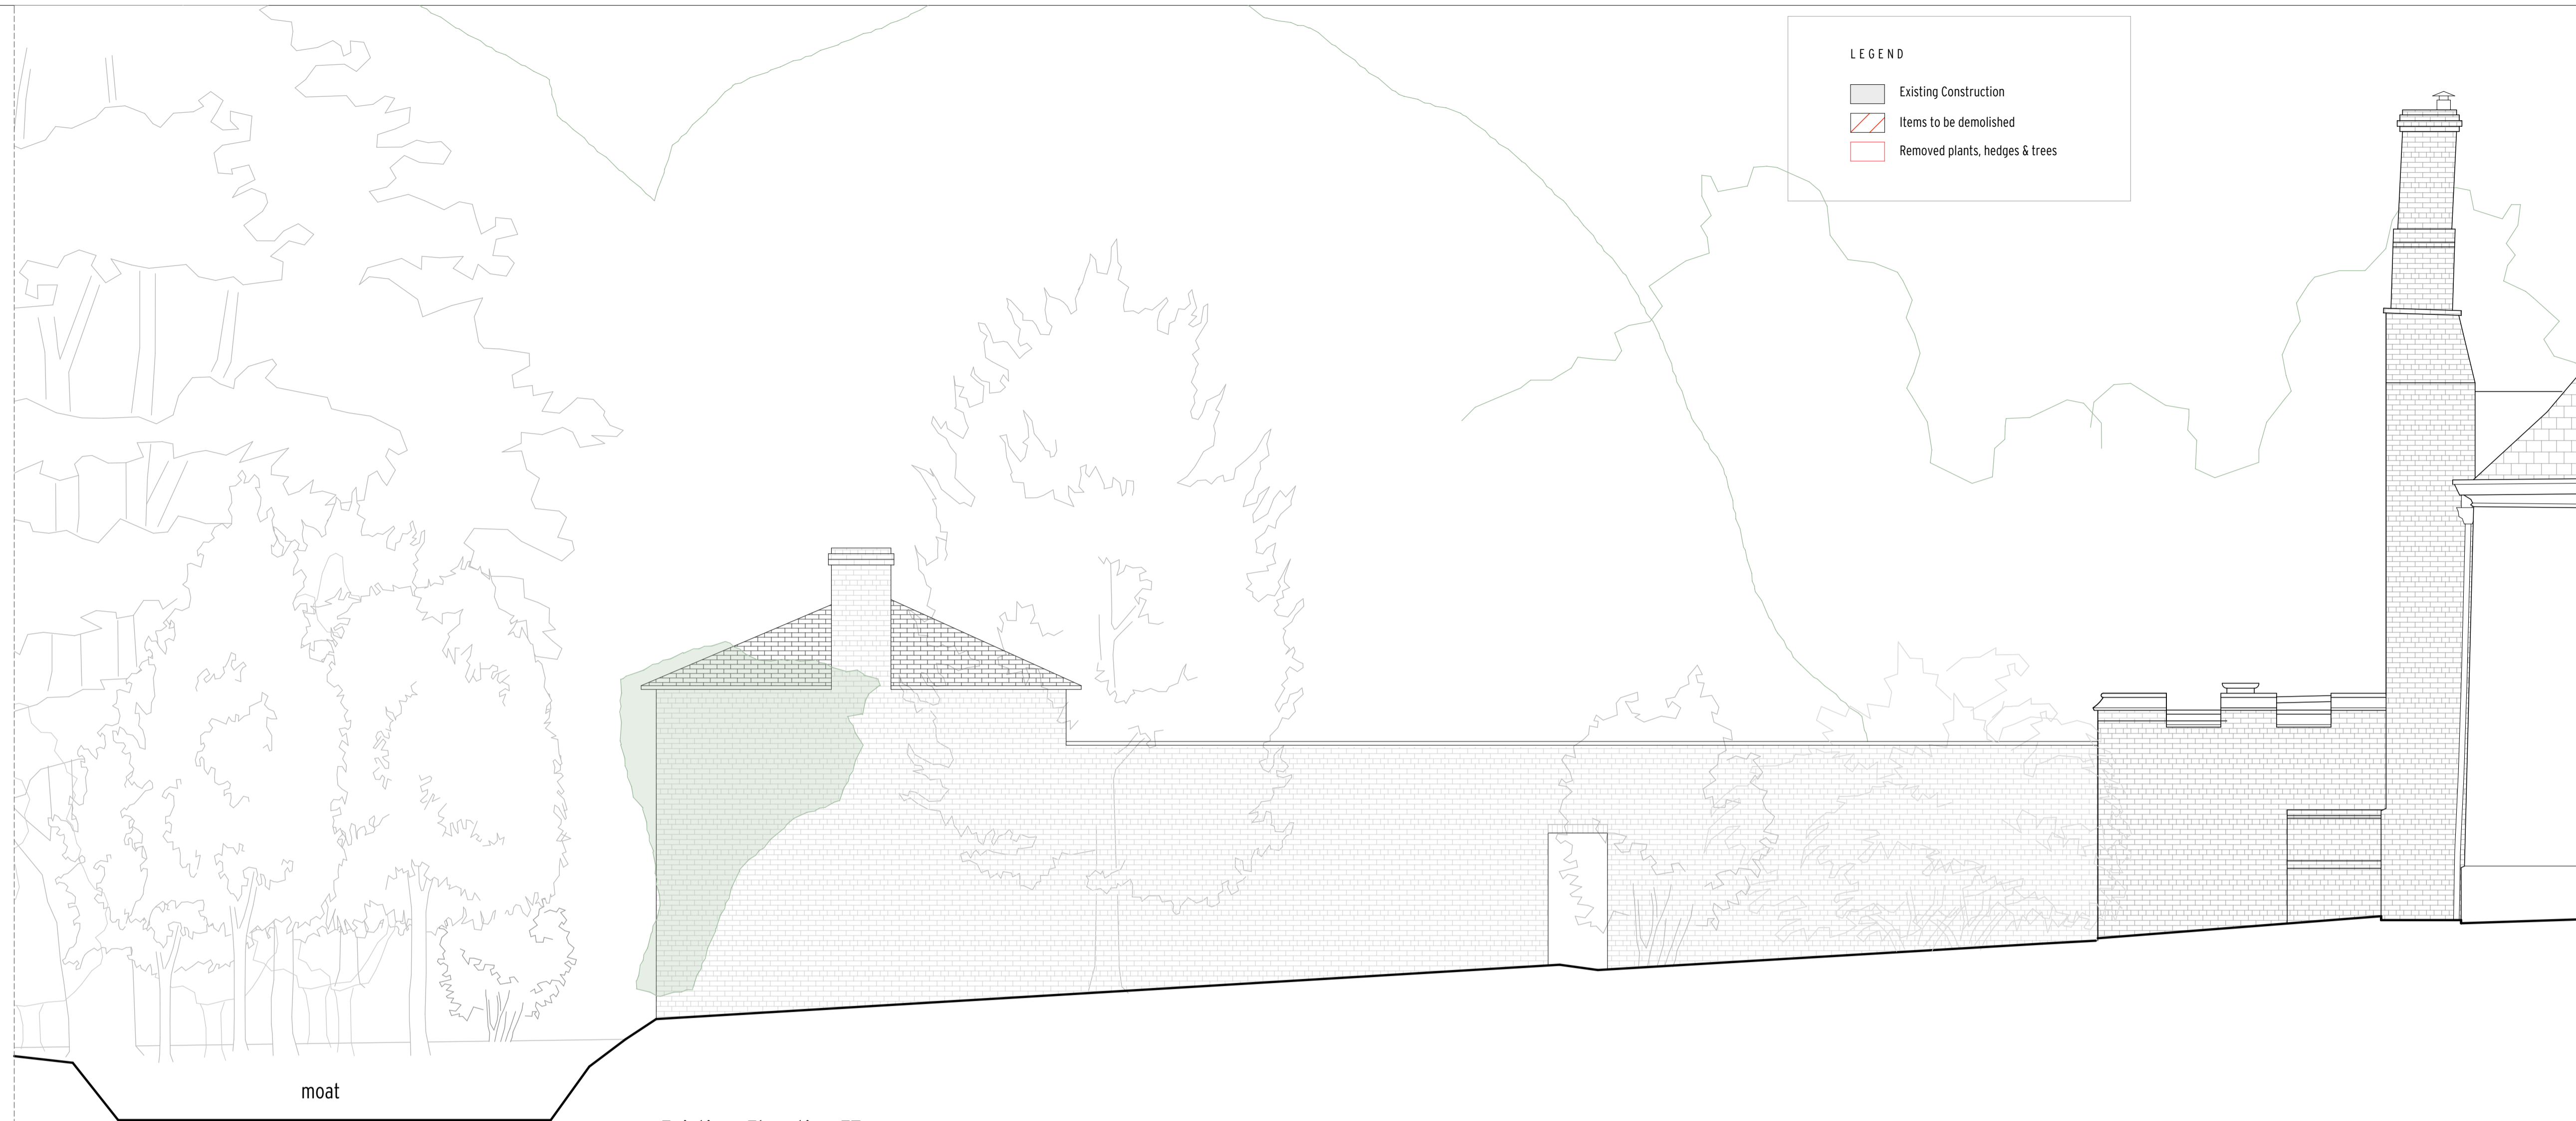 LEGEND
Existing Construction
Items to be demolished
Removed plants, hedges & trees
moat